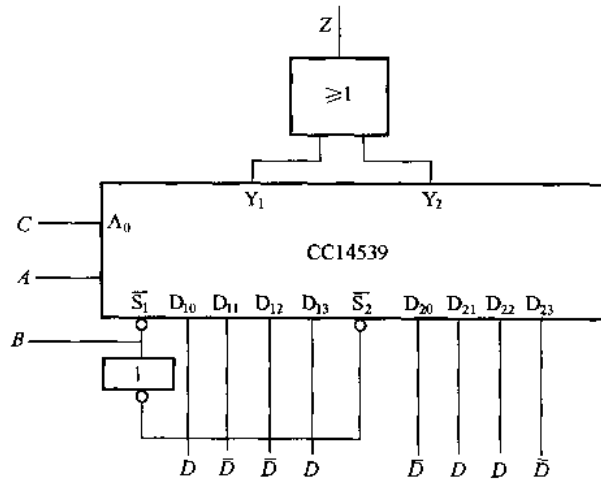 Z
≥1
Y₁ Y₂
C A₀
CC14539
A
S̄₁ D₁₀ D₁₁ D₁₂ D₁₃ S̄₂ D₂₀ D₂₁ D₂₂ D₂₃
B
1
D D̄ D̄ D D̄ D D D̄